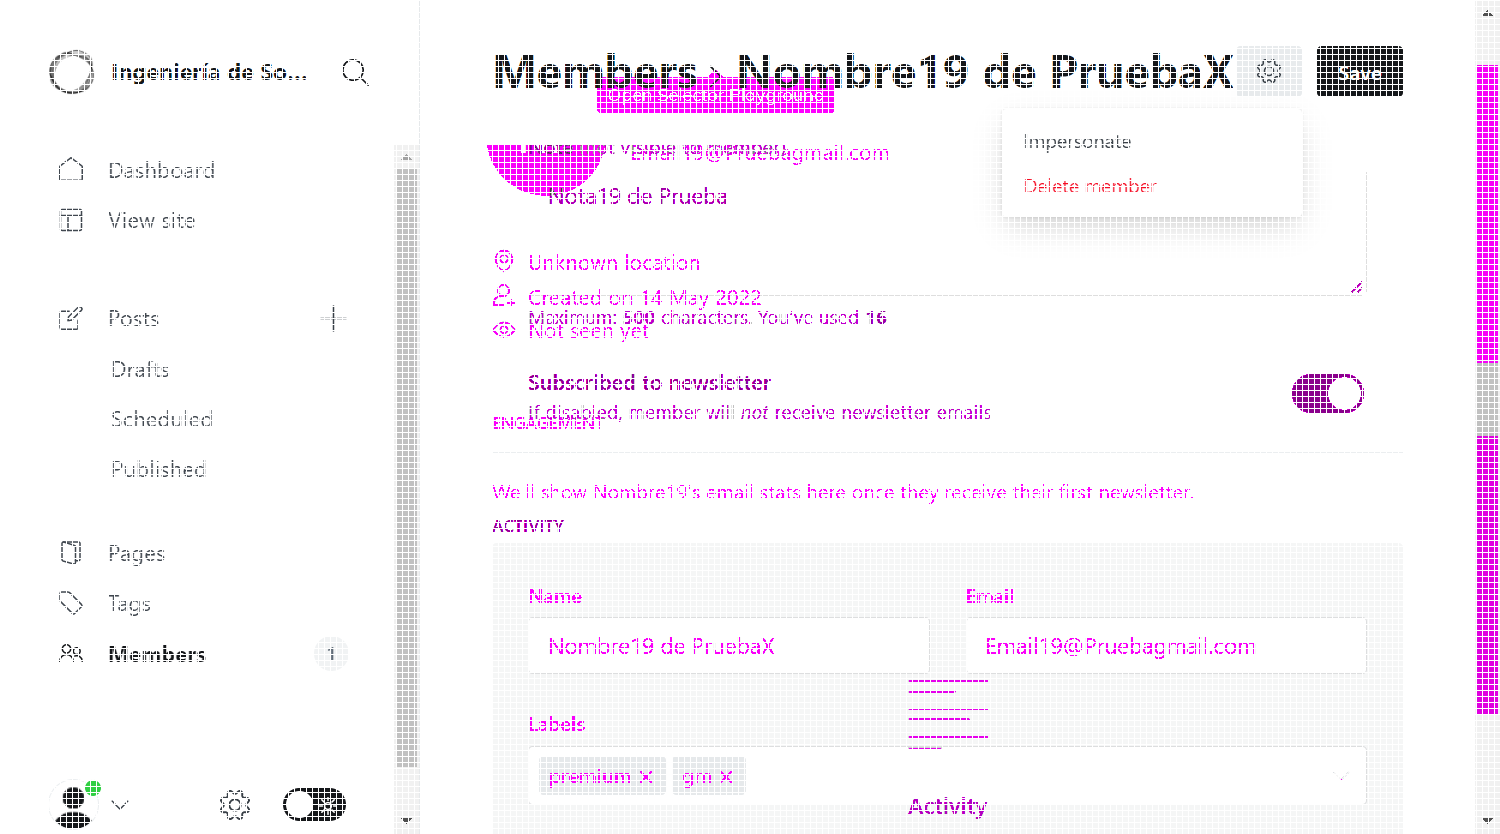 Ingeniería de So...
Dashboard
View site
Posts
Drafts
Scheduled
Published
Pages
Tags
Members 1
Members Nombre19 de PruebaX
Save
Open Selector Playground
Impersonate
Delete member
Email19@Pruebagmail.com
Nota19 de Prueba
Unknown location
Created on 14 May 2022
Maximum: 500 characters. You've used 16
Not seen yet
Subscribed to newsletter
If disabled, member will not receive newsletter emails
ENGAGEMENT
We'll show Nombre19's email stats here once they receive their first newsletter.
ACTIVITY
Name
Email
Nombre19 de PruebaX
Email19@Pruebagmail.com
Labels
premium
gm
Activity